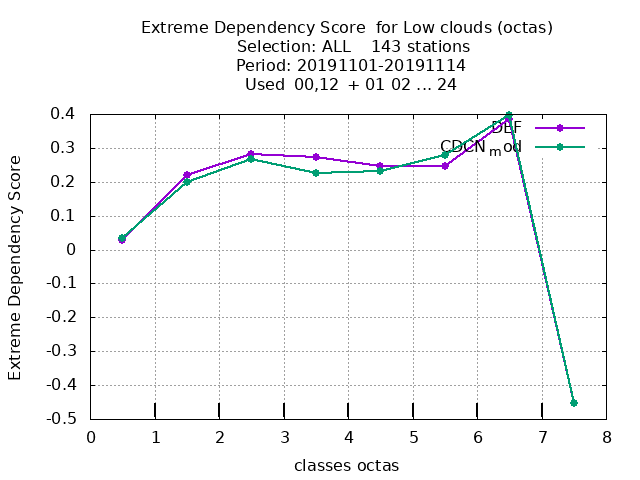 Extreme Dependency Score  for Low clouds (octas)
Selection: ALL    143 stations
Period: 20191101-20191114
Used  00,12  + 01 02 ... 24
Extreme Dependency Score
0.4
0.3
0.2
0.1
0
-0.1
-0.2
-0.3
-0.4
-0.5
DEF
CDCN_mod
0 1 2 3 4 5 6 7 8
classes octas